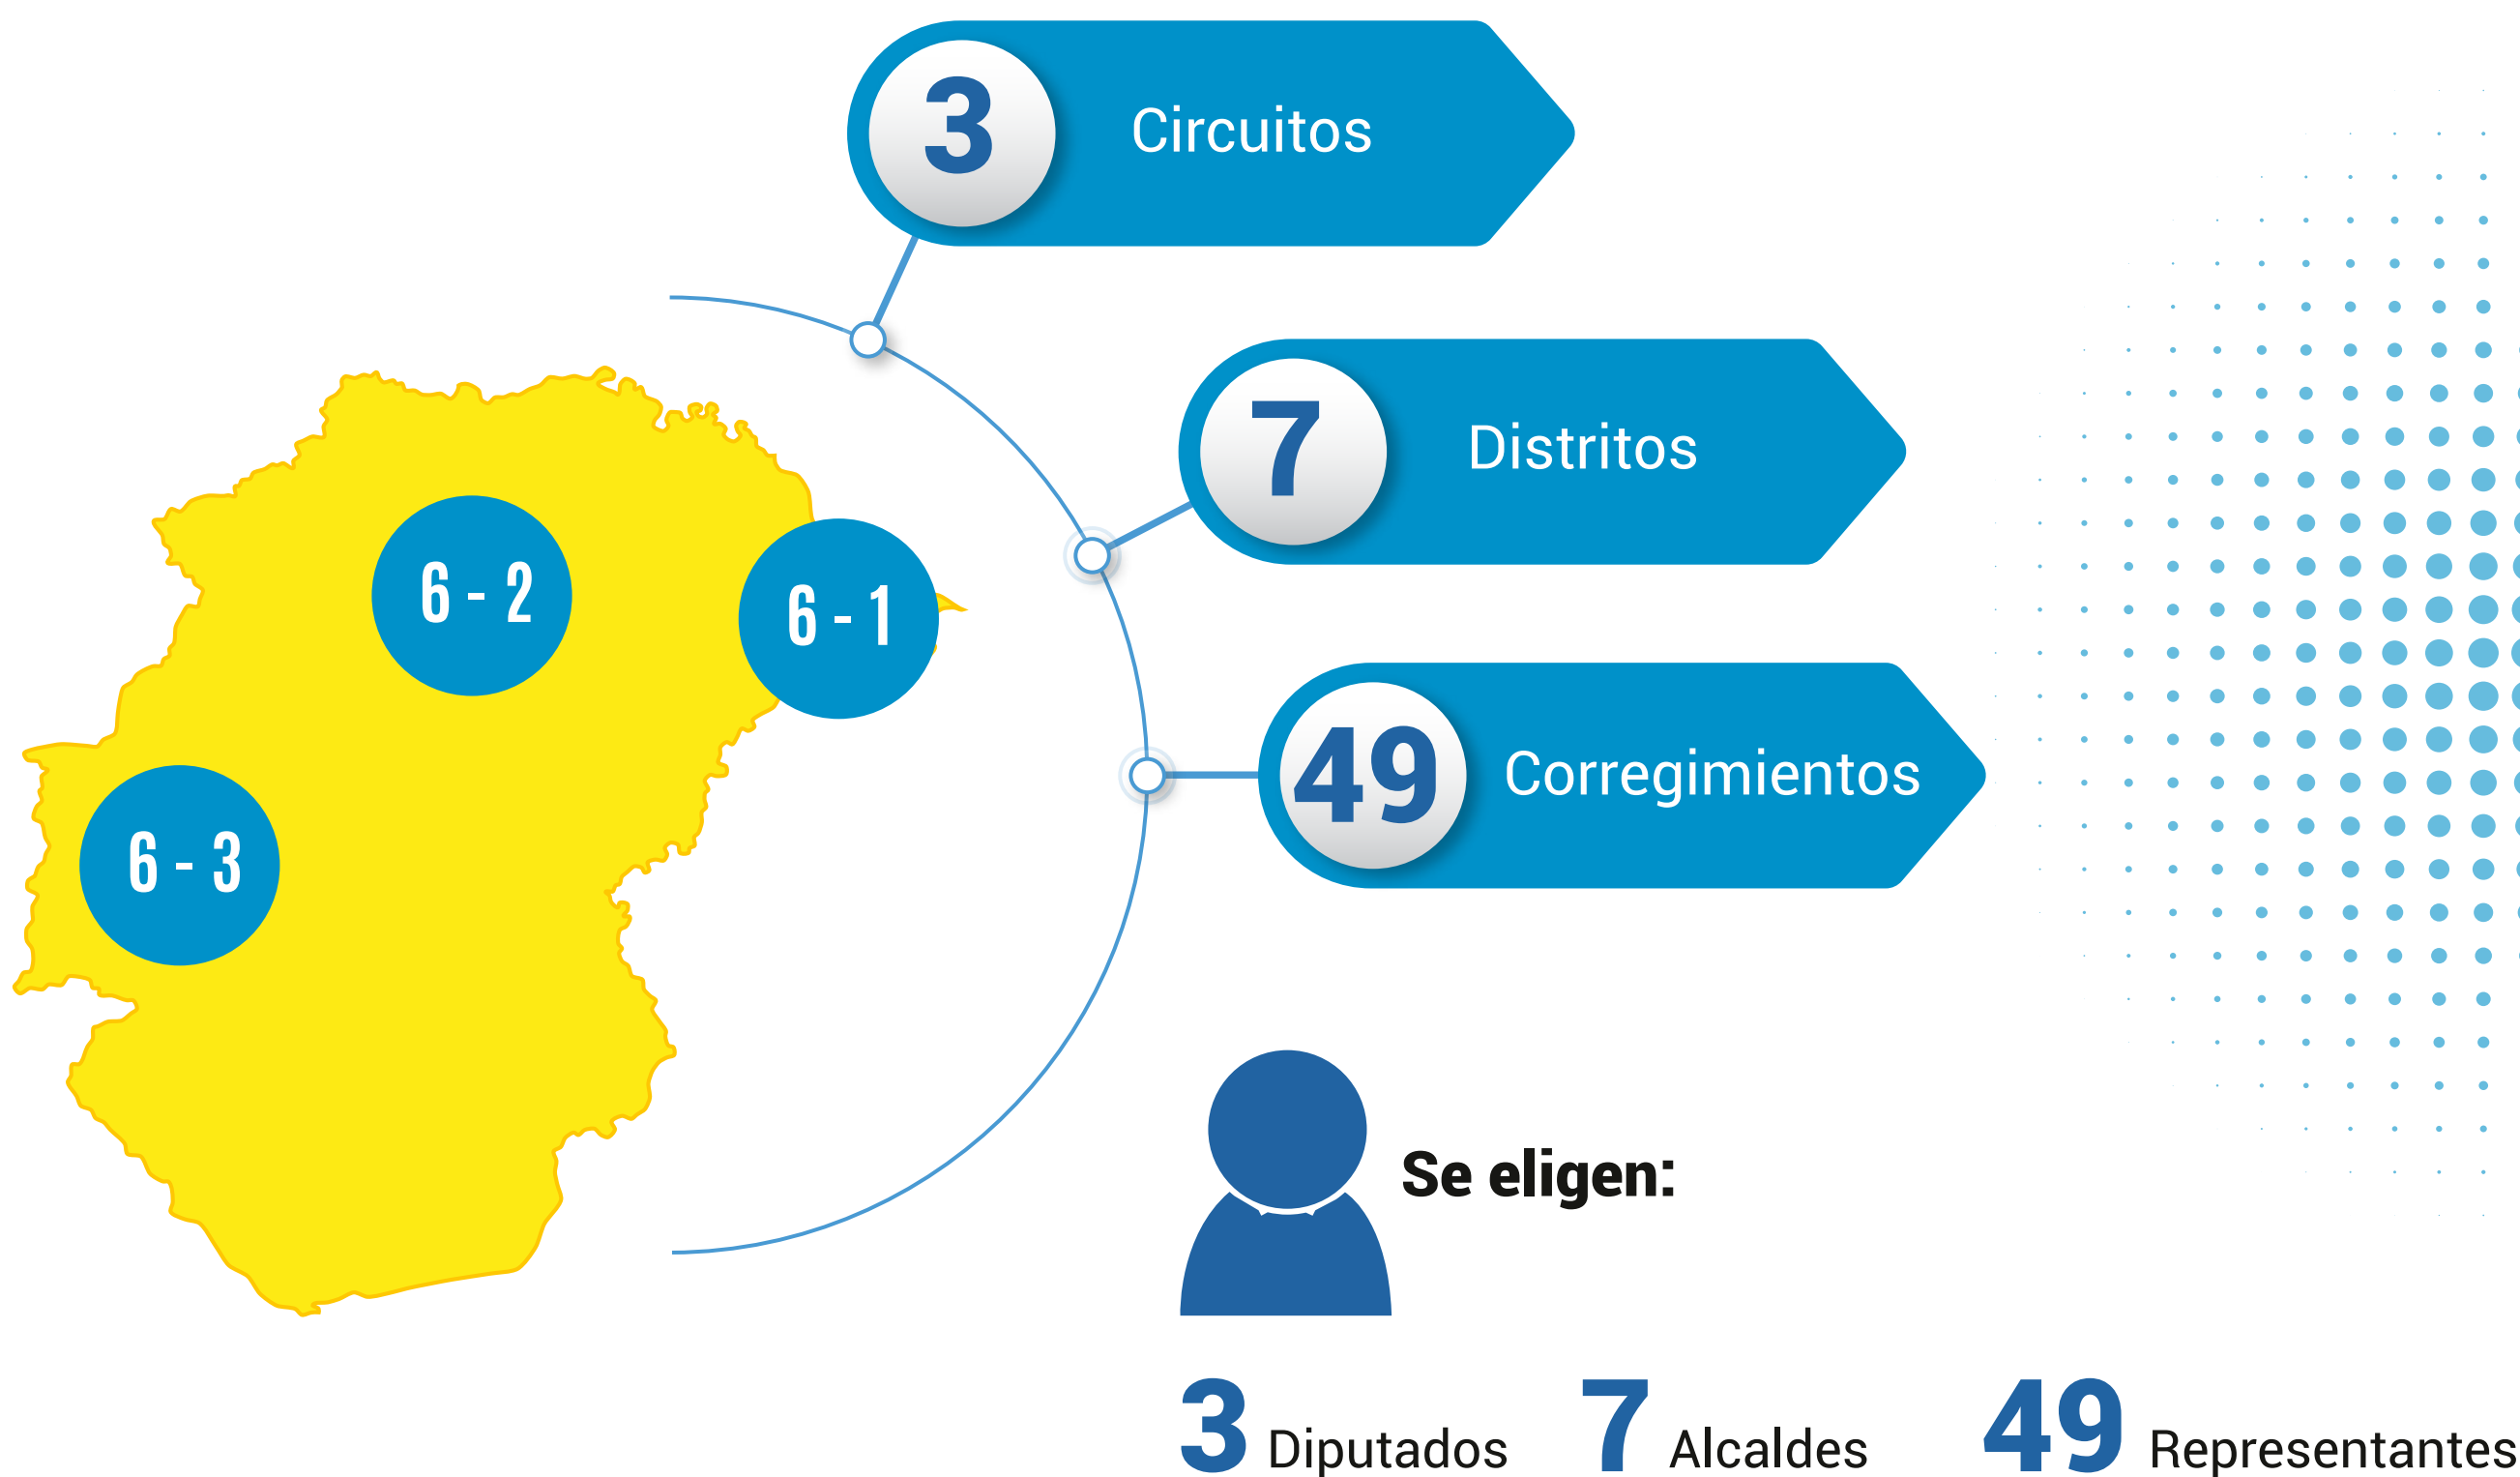 3 Circuitos
7 Distritos
6 - 2
6 - 1
49 Corregimientos
6 - 3
Se eligen:
3 Diputados 7 Alcaldes 49 Representantes